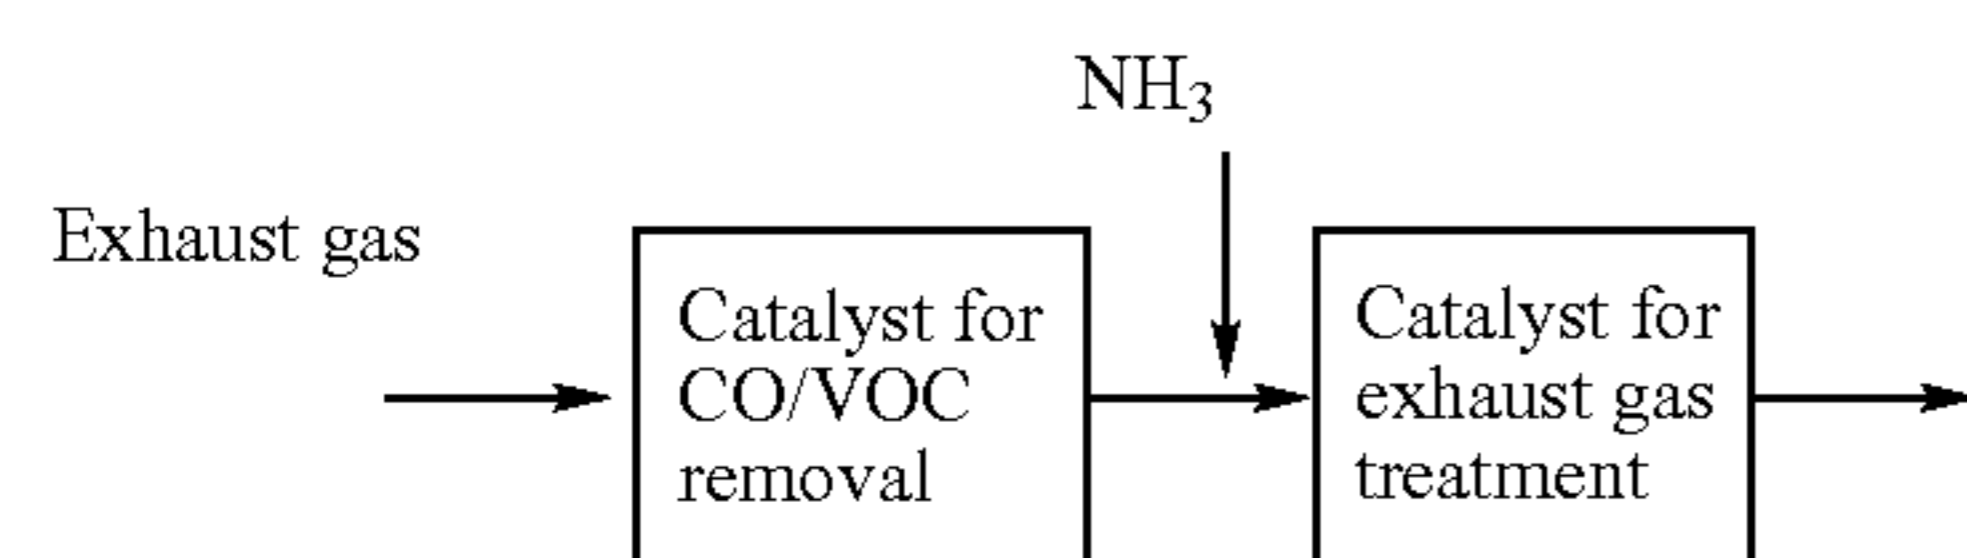 NH₃
Exhaust gas
Catalyst for
CO/VOC
removal
Catalyst for
exhaust gas
treatment